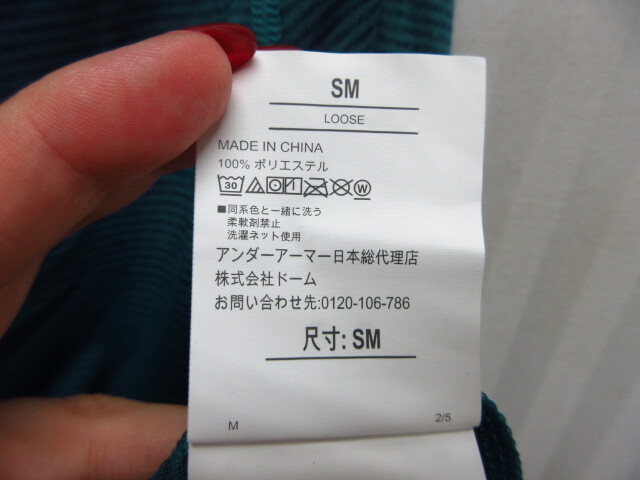 SM
LOOSE
MADE IN CHINA
100% ポリエステル
30 W
■同系色と一緒に洗う
柔軟剤禁止
洗濯ネット使用
アンダーアーマー日本総代理店
株式会社ドーム
お問い合わせ先:0120-106-786
尺寸: SM
M 2/5